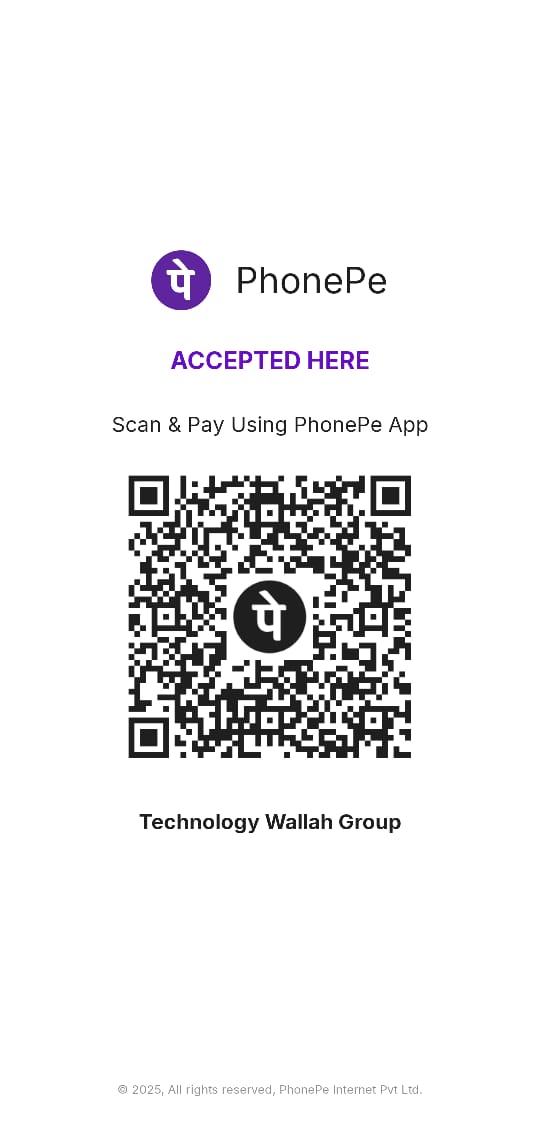 पे PhonePe
ACCEPTED HERE
Scan & Pay Using PhonePe App
पे
Technology Wallah Group
© 2025, All rights reserved, PhonePe Internet Pvt Ltd.